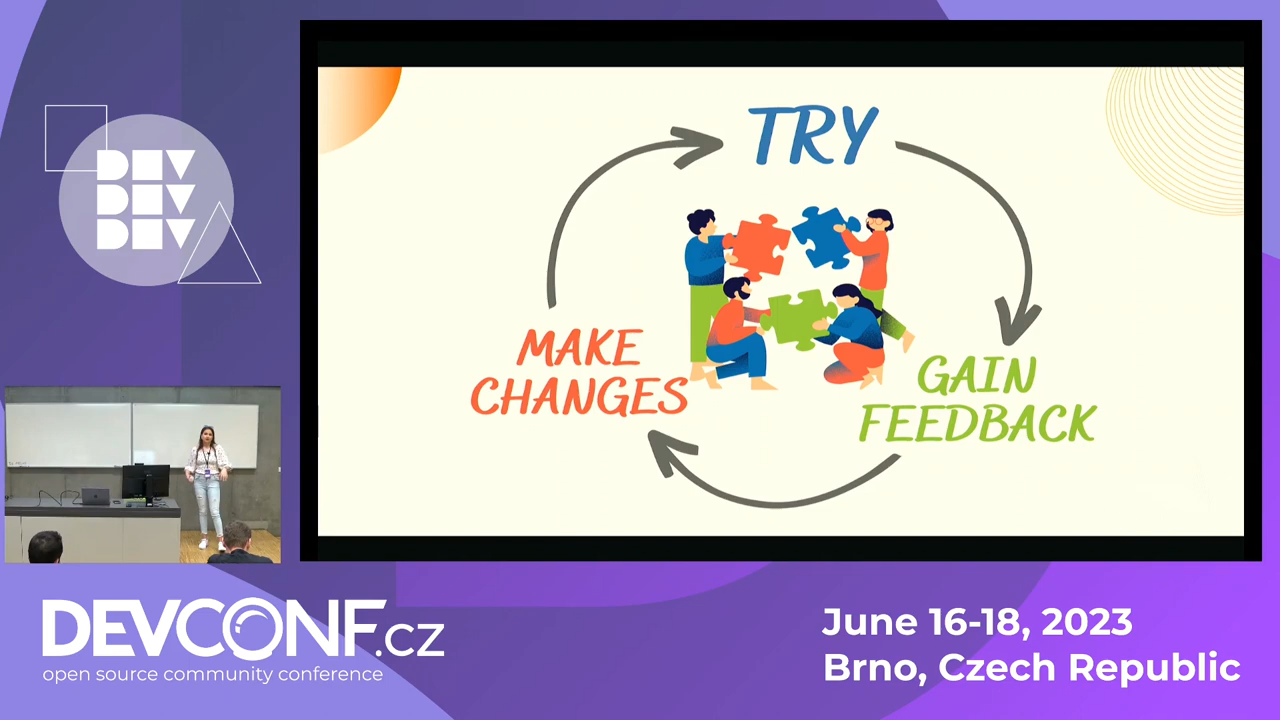 DEV
DEV
DEV
TRY
MAKE
CHANGES
GAIN
FEEDBACK
DEVCONF.cz
open source community conference
June 16-18, 2023
Brno, Czech Republic